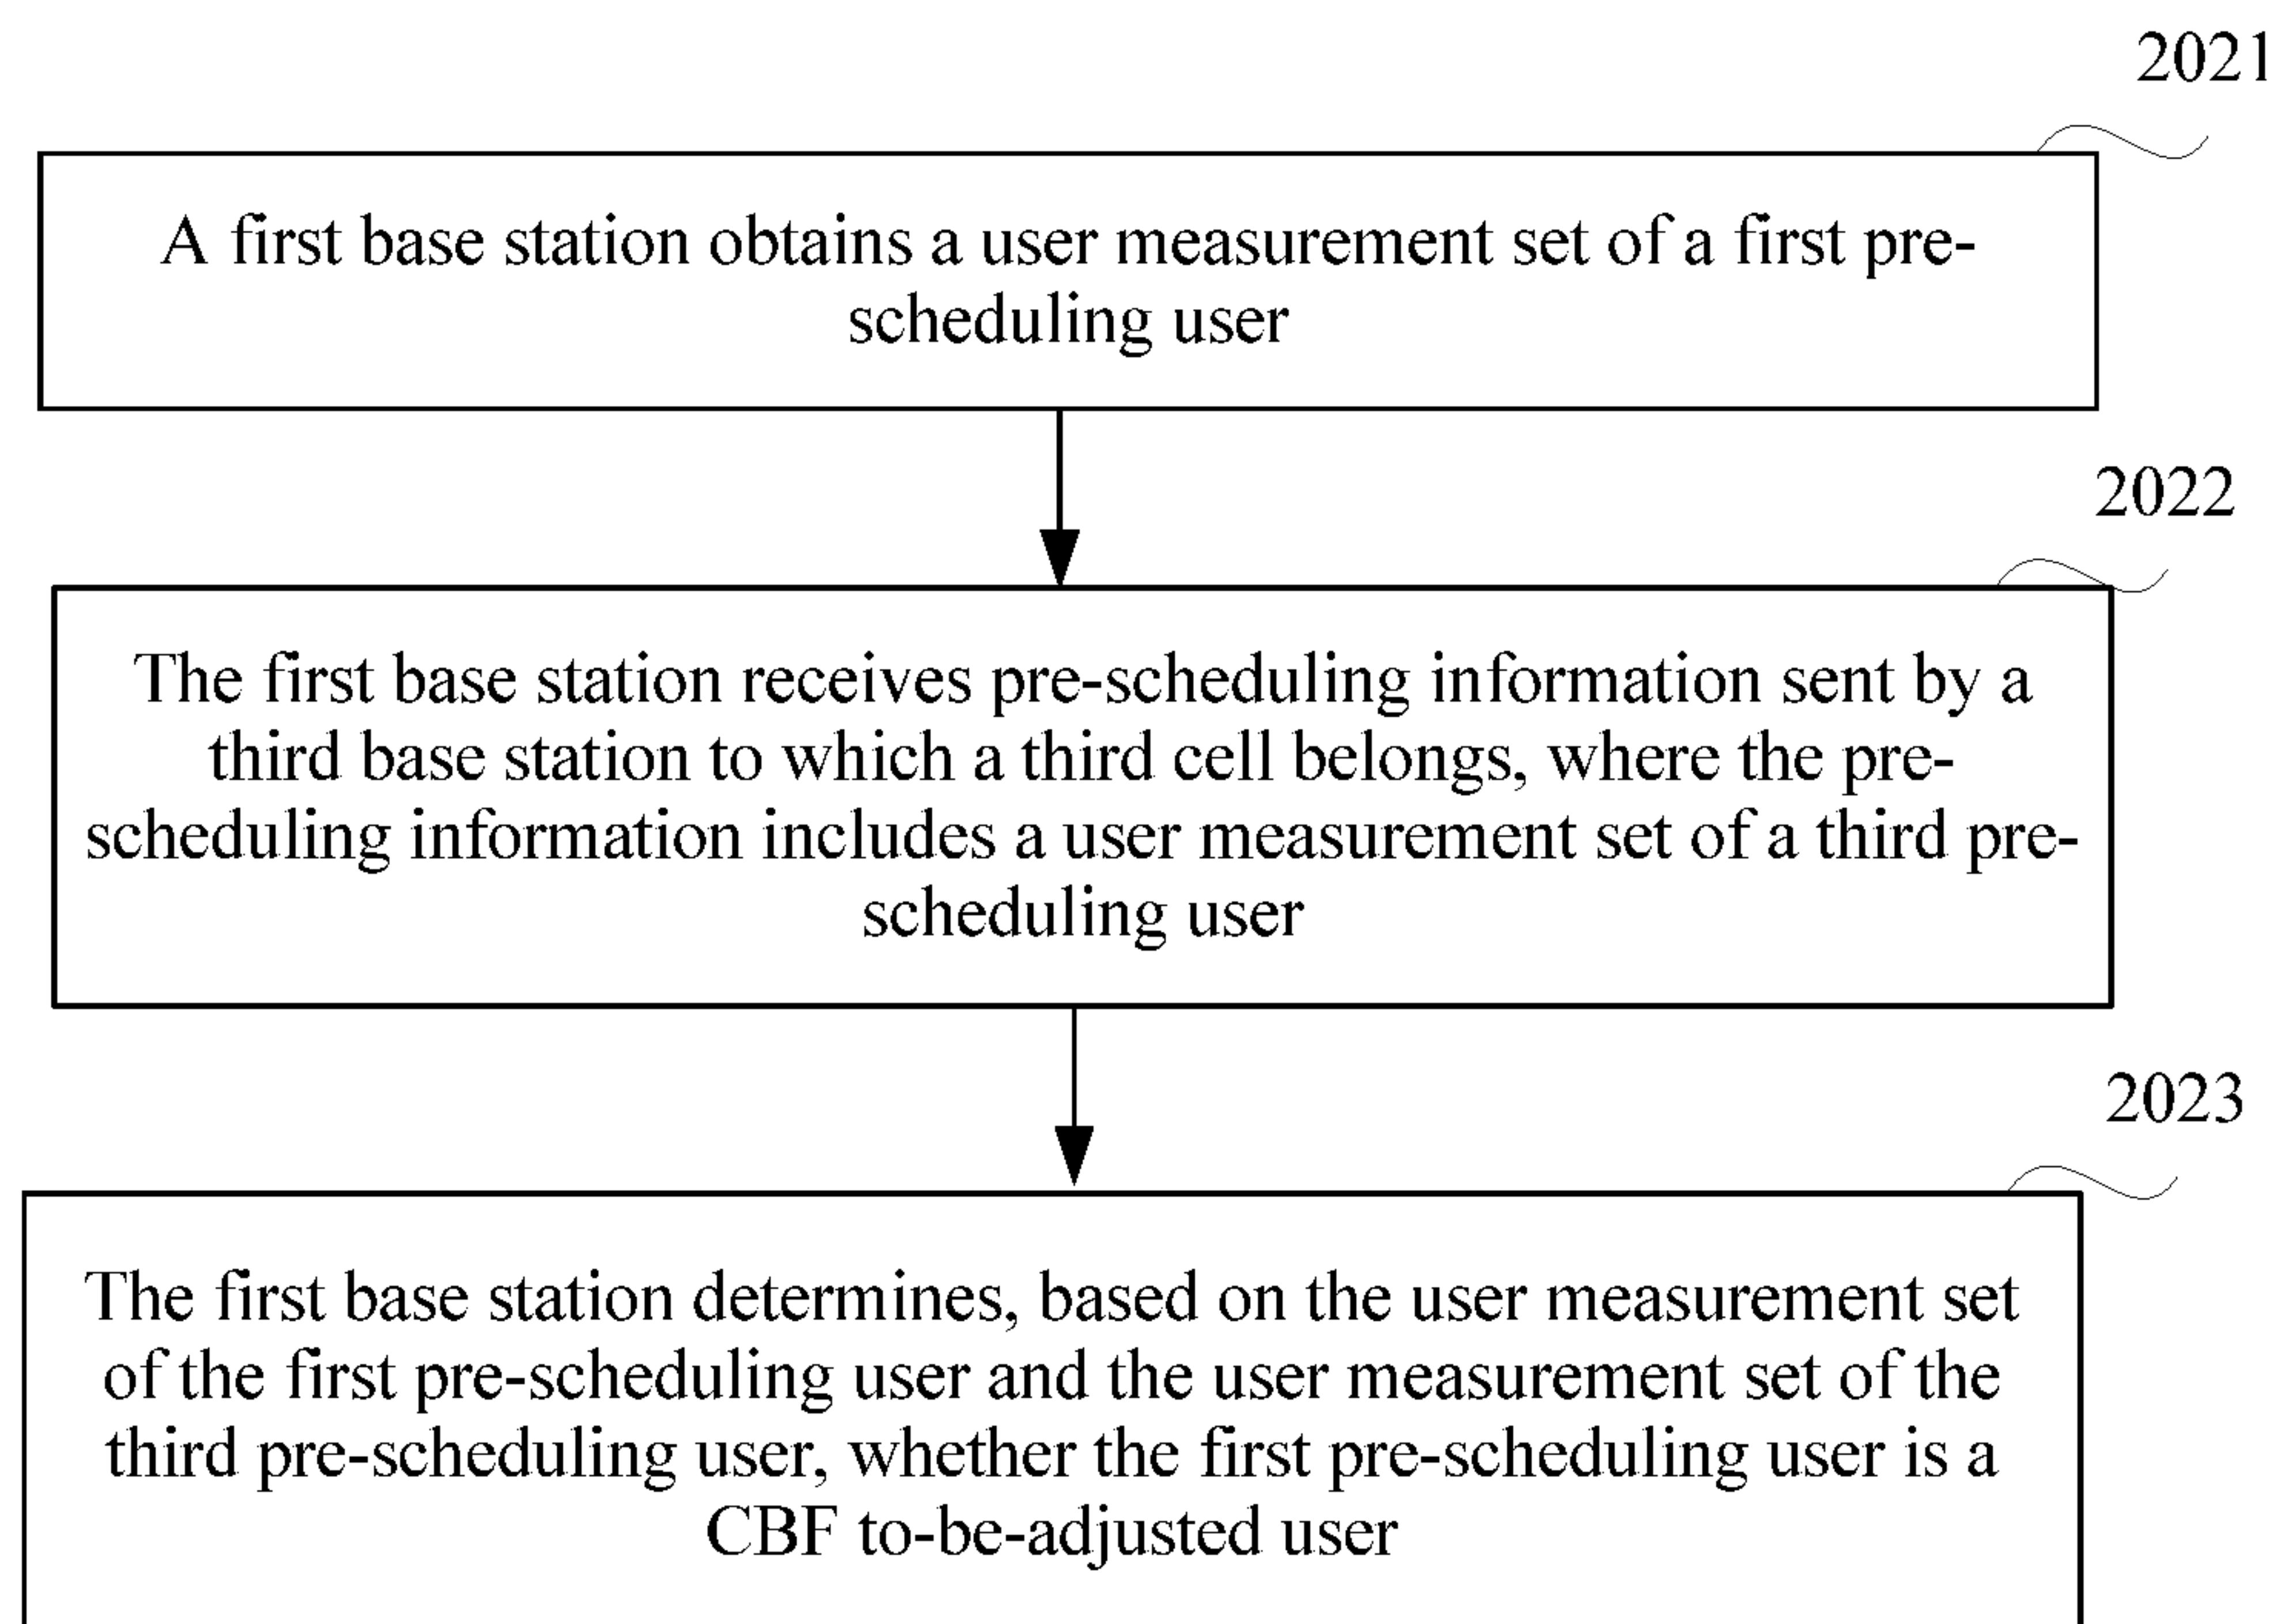 2021
A first base station obtains a user measurement set of a first pre-
scheduling user
2022
The first base station receives pre-scheduling information sent by a
third base station to which a third cell belongs, where the pre-
scheduling information includes a user measurement set of a third pre-
scheduling user
2023
The first base station determines, based on the user measurement set
of the first pre-scheduling user and the user measurement set of the
third pre-scheduling user, whether the first pre-scheduling user is a
CBF to-be-adjusted user